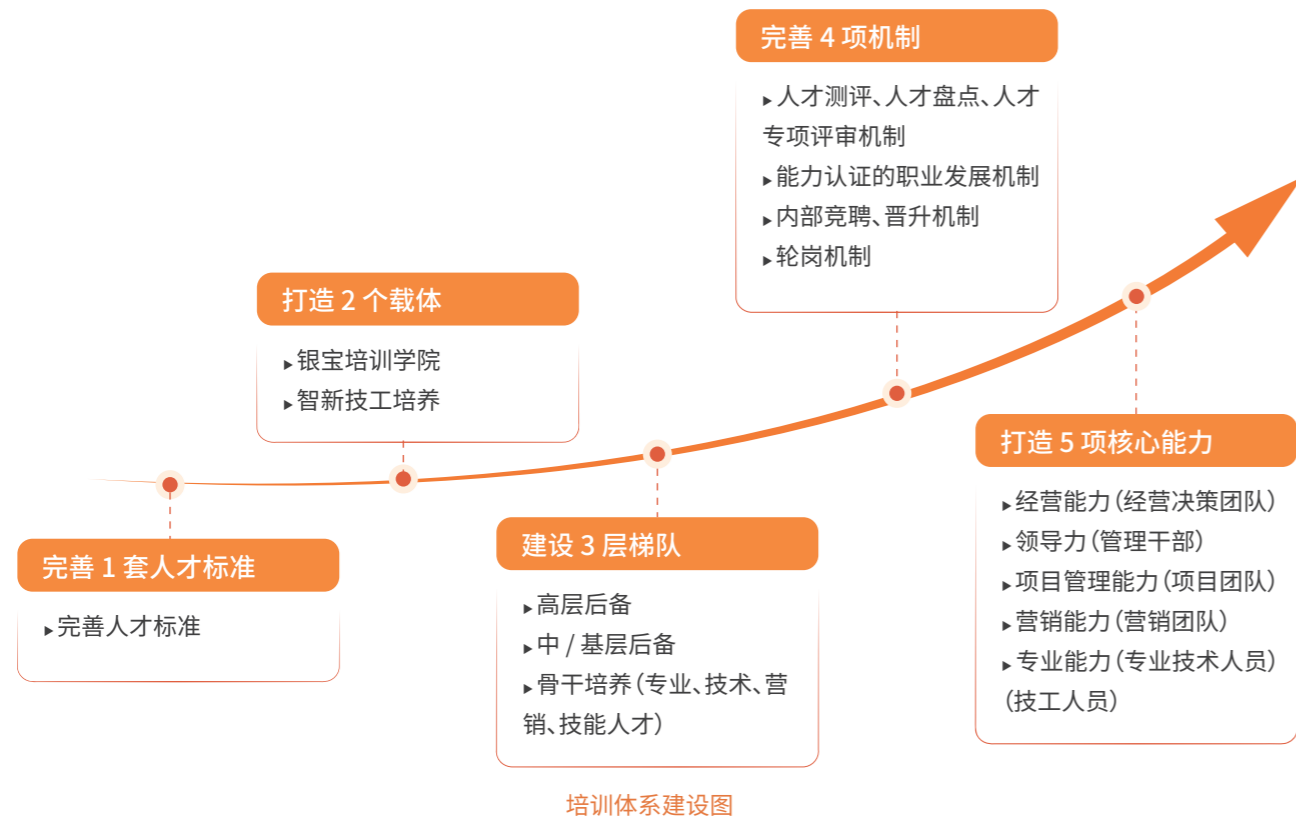 完善 1 套人才标准
▸完善人才标准
打造 2 个载体
▸银宝培训学院
▸智新技工培养
建设 3 层梯队
▸高层后备
▸中 / 基层后备
▸骨干培养（专业、技术、营
销、技能人才）
完善 4 项机制
▸人才测评、人才盘点、人才
专项评审机制
▸能力认证的职业发展机制
▸内部竞聘、晋升机制
▸轮岗机制
打造 5 项核心能力
▸经营能力（经营决策团队）
▸领导力（管理干部）
▸项目管理能力（项目团队）
▸营销能力（营销团队）
▸专业能力（专业技术人员）
（技工人员）
培训体系建设图